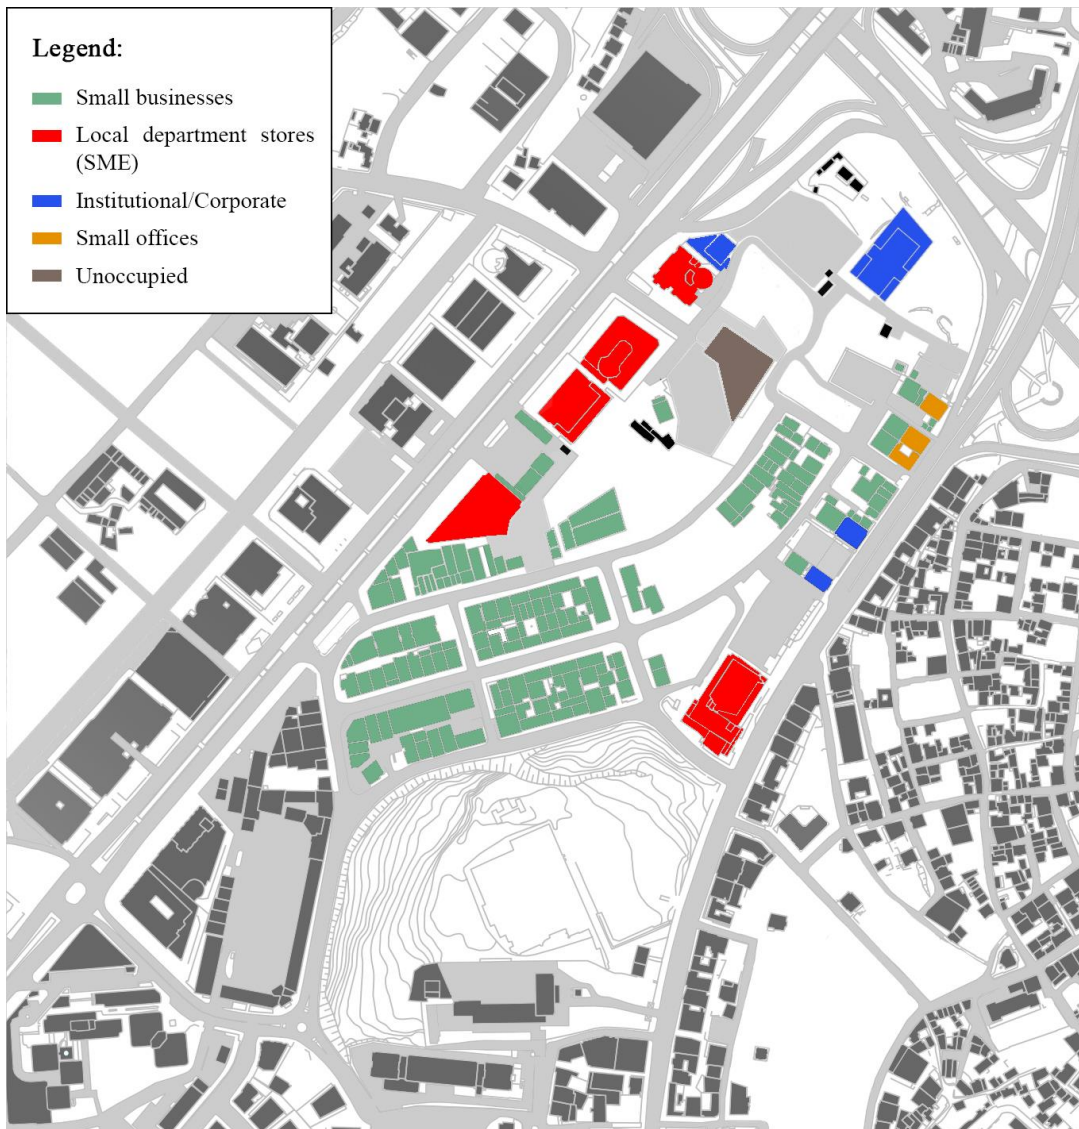 Legend:
Small businesses
Local department stores
(SME)
Institutional/Corporate
Small offices
Unoccupied